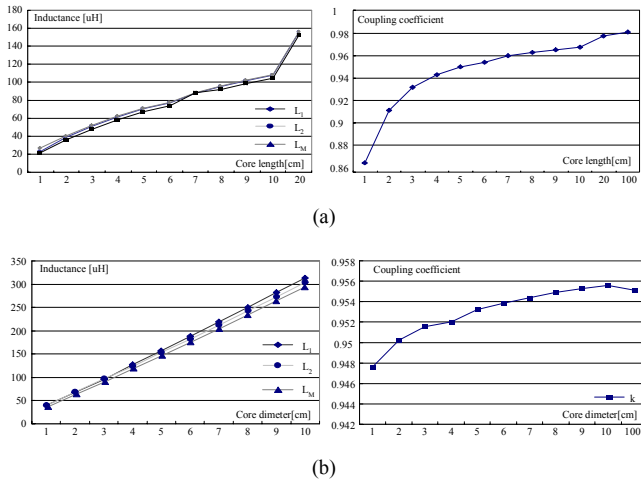 Inductance [uH]
180
160
140
120
100
80
60
40
20
0
L1
L2
LM
Core length[cm]
1 2 3 4 5 6 7 8 9 10 20
1
Coupling coefficient
0.98
0.96
0.94
0.92
0.9
0.88
0.86
Core length[cm]
1 2 3 4 5 6 7 8 9 10 20 100
(a)
Inductance [uH]
350
300
250
200
150
100
50
0
L1
L2
LM
Core dimeter[cm]
1 2 3 4 5 6 7 8 9 10
0.958
Coupling coefficient
0.956
0.954
0.952
0.95
0.948
0.946
0.944
0.942
k
Core dimeter[cm]
1 2 3 4 5 6 7 8 9 10 100
(b)